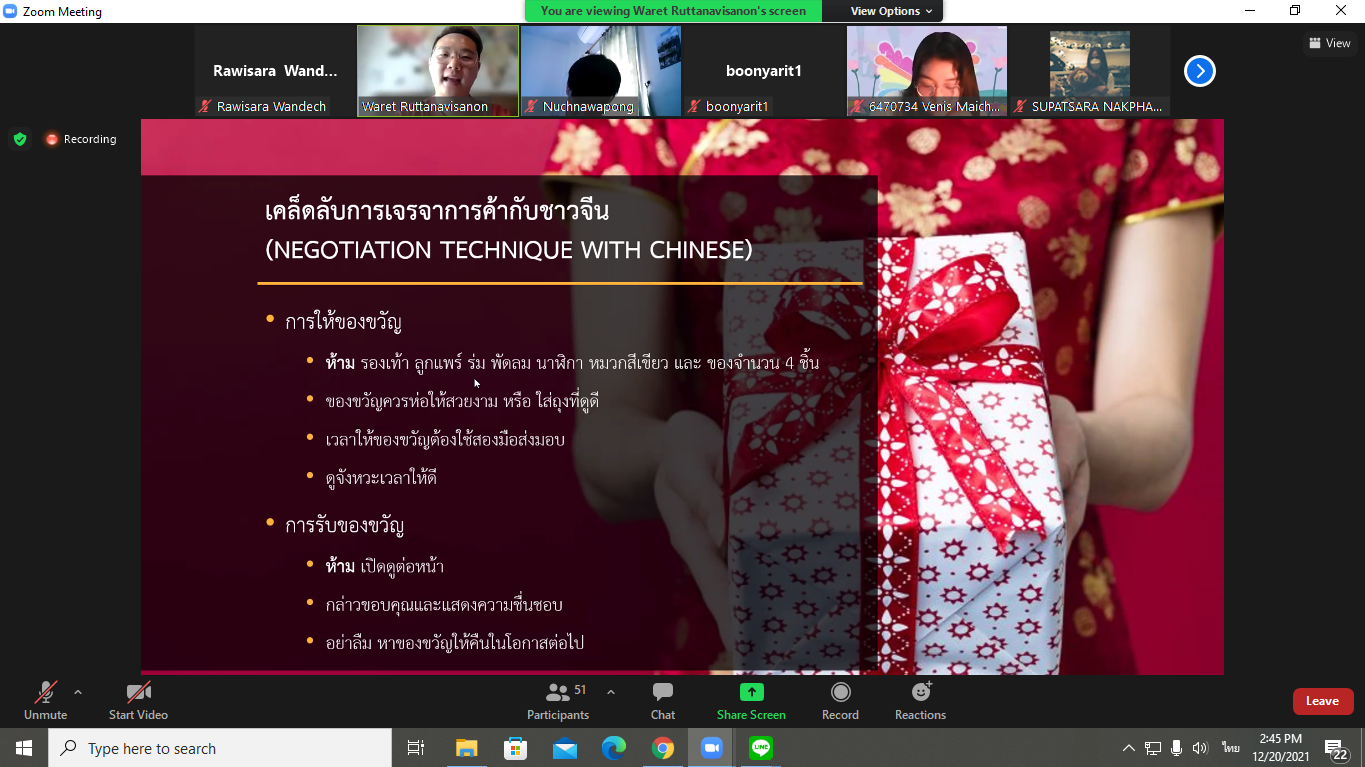 Zoom Meeting
You are viewing Waret Ruttanavisanon's screen
View Options
Rawisara Wand...
boonyarit1
View
Rawisara Wandech
Waret Ruttanavisanon
Nuchnawapong
boonyarit1
6470734 Venis Maich...
SUPATSARA NAKPHA...
Recording
เคล็ดลับการเจรจาการค้ากับชาวจีน
(NEGOTIATION TECHNIQUE WITH CHINESE)
• การให้ของขวัญ
• ห้าม รองเท้า ลูกแพร์ ร่ม พัดลม นาฬิกา หมวกสีเขียว และ ของจำนวน 4 ชิ้น
• ของขวัญควรห่อให้สวยงาม หรือ ใส่ถุงที่ดูดี
• เวลาให้ของขวัญต้องใช้สองมือส่งมอบ
• ดูจังหวะเวลาให้ดี
• การรับของขวัญ
• ห้าม เปิดดูต่อหน้า
• กล่าวขอบคุณและแสดงความชื่นชอบ
• อย่าลืม หาของขวัญให้คืนในโอกาสต่อไป
51
Unmute
Start Video
Participants
Chat
Share Screen
Record
Reactions
Leave
Type here to search
LINE
ไทย
2:45 PM
12/20/2021
22